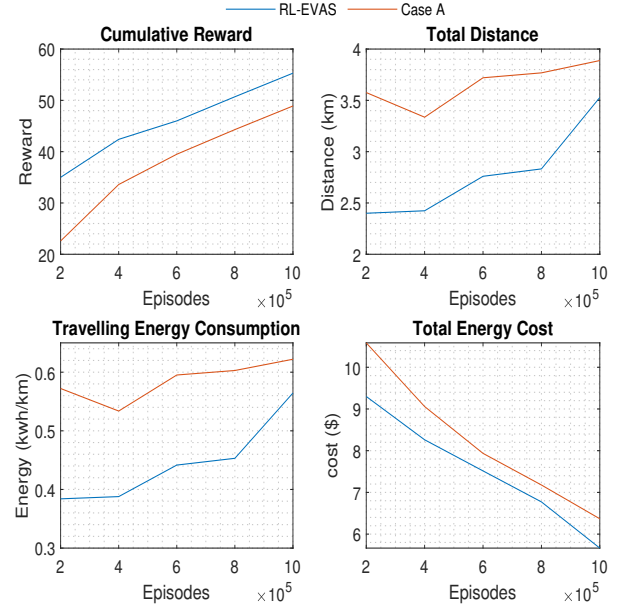 RL-EVAS Case A
Cumulative Reward
60
50
40
30
20
Reward
2 4 6 8 10
Episodes ×10^5
Total Distance
4
3.5
3
2.5
2
Distance (km)
2 4 6 8 10
Episodes ×10^5
Travelling Energy Consumption
0.6
0.5
0.4
0.3
Energy (kwh/km)
2 4 6 8 10
Episodes ×10^5
Total Energy Cost
10
9
8
7
6
cost ($)
2 4 6 8 10
Episodes ×10^5